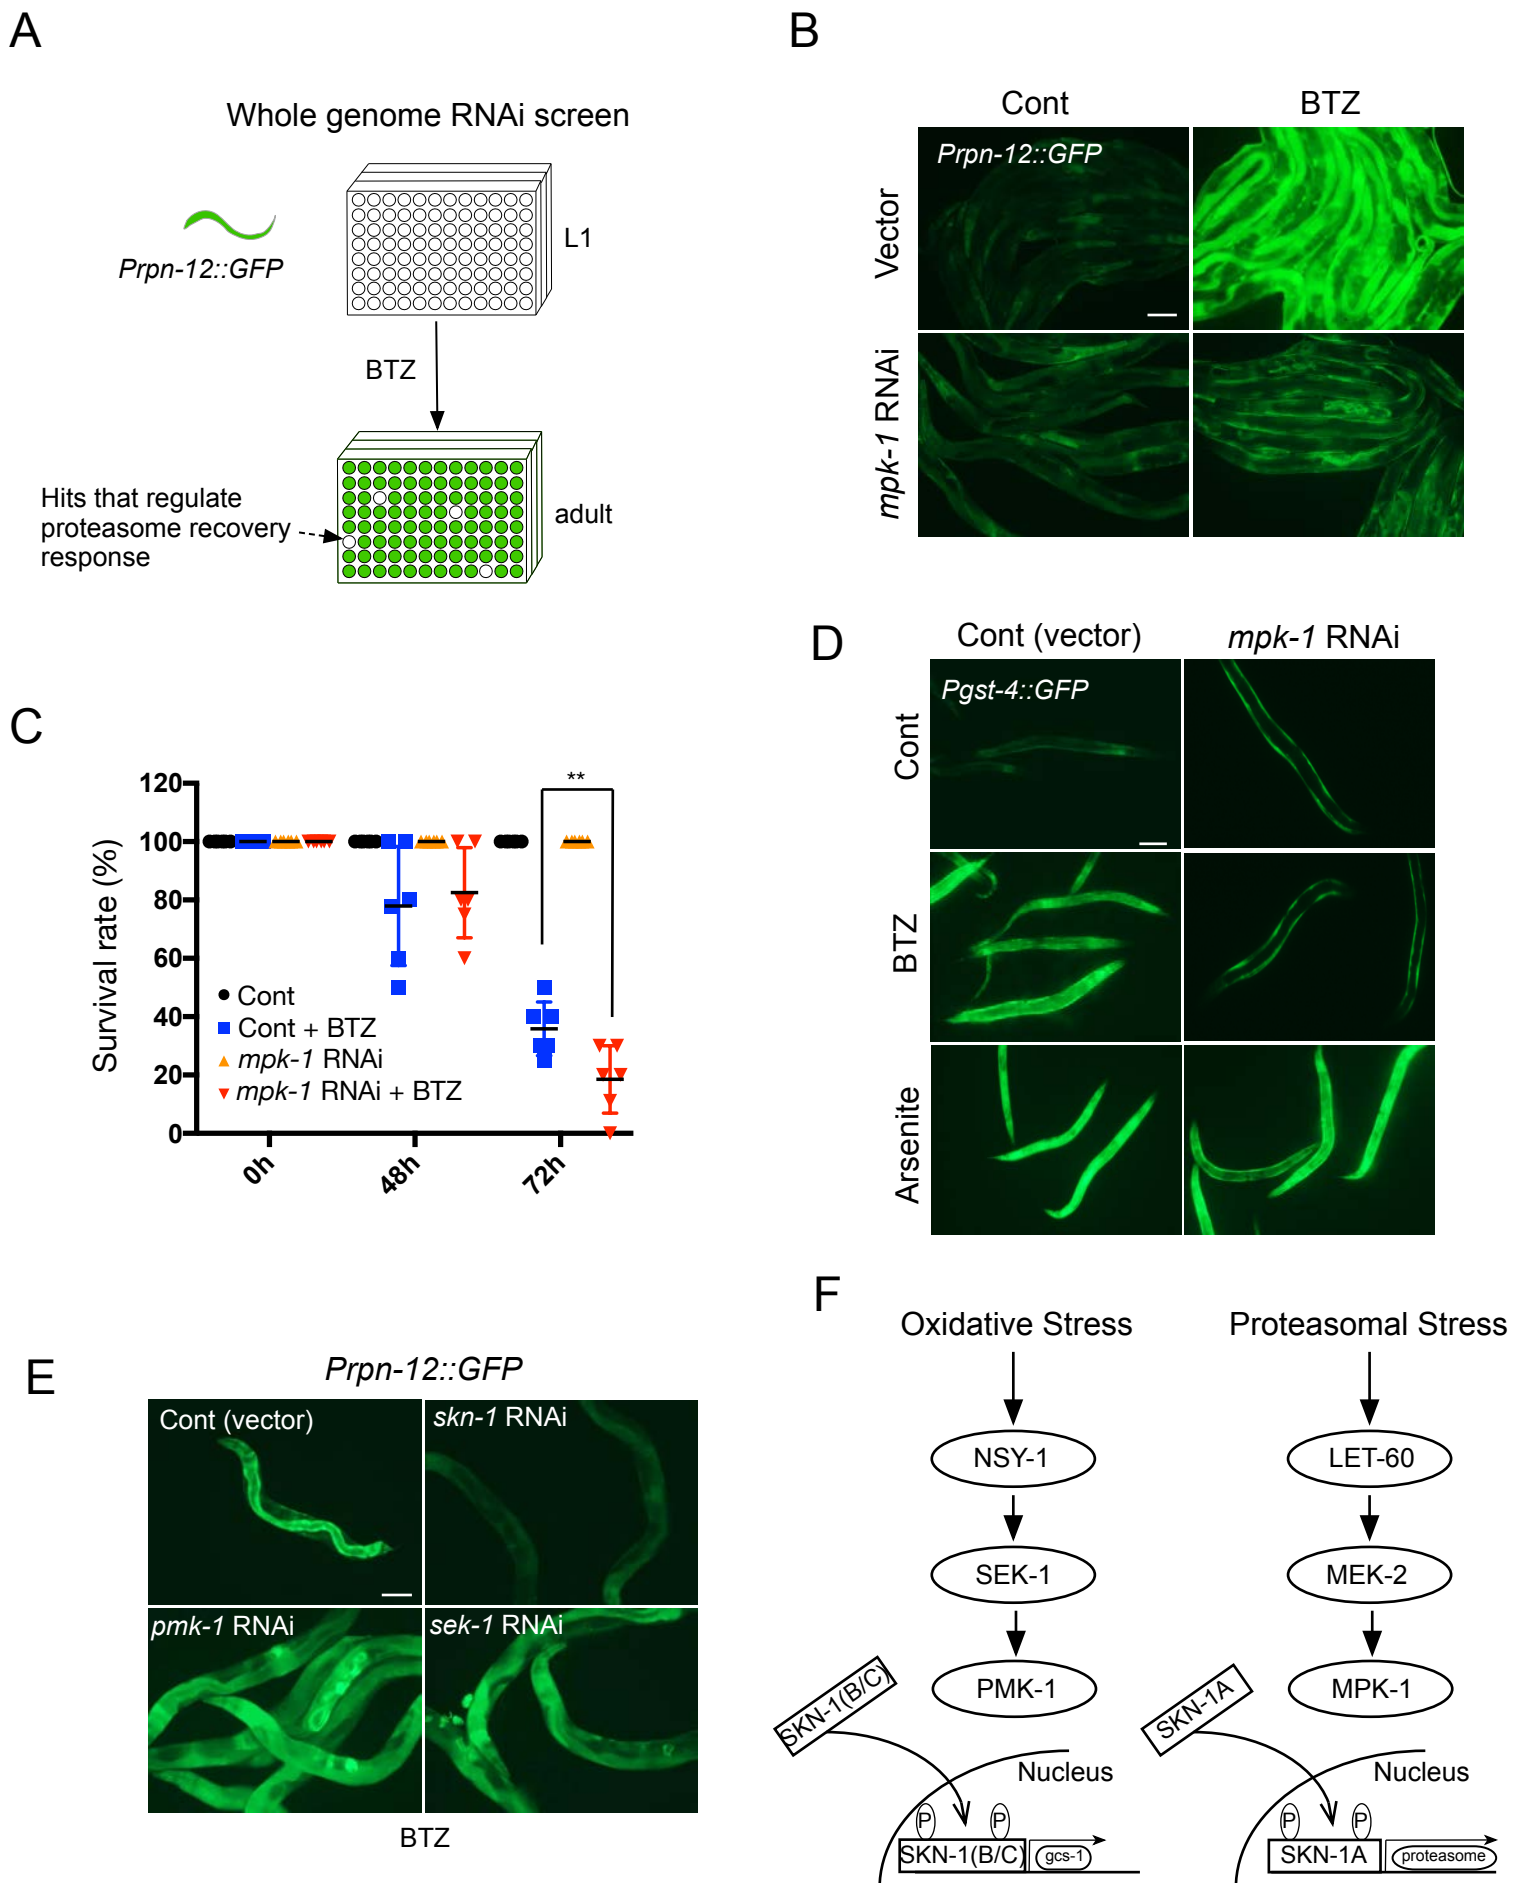 A
Whole genome RNAi screen
Prpn-12::GFP
L1
BTZ
Hits that regulate
proteasome recovery
response
adult
B
Cont
BTZ
Prpn-12::GFP
Vector
mpk-1 RNAi
C
Survival rate (%)
120
100
80
60
40
20
0
**
Cont
Cont + BTZ
mpk-1 RNAi
mpk-1 RNAi + BTZ
0h
48h
72h
D
Cont (vector)
mpk-1 RNAi
Pgst-4::GFP
Cont
BTZ
Arsenite
E
Prpn-12::GFP
Cont (vector)
skn-1 RNAi
pmk-1 RNAi
sek-1 RNAi
BTZ
F
Oxidative Stress
NSY-1
SEK-1
PMK-1
SKN-1(B/C)
Nucleus
P
P
SKN-1(B/C)
gcs-1
Proteasomal Stress
LET-60
MEK-2
MPK-1
SKN-1A
Nucleus
P
P
SKN-1A
proteasome